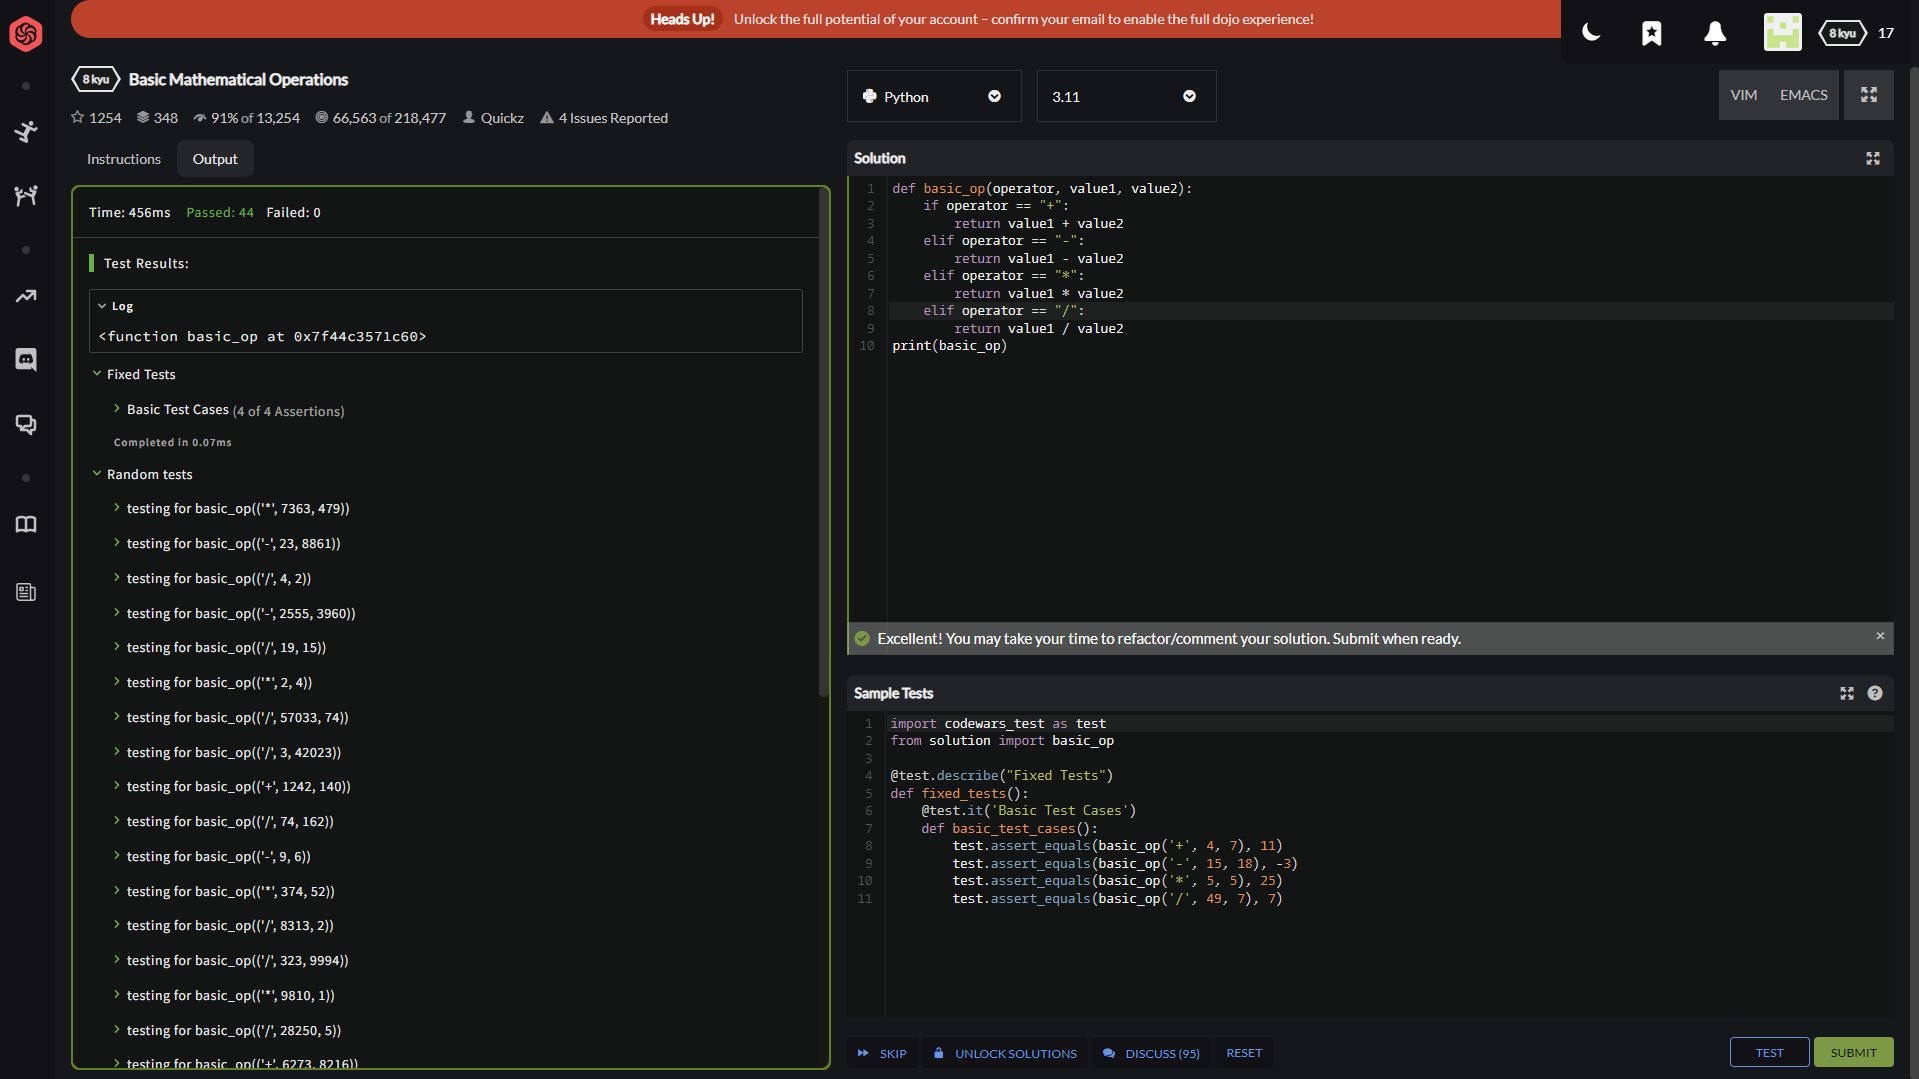 Heads Up! Unlock the full potential of your account – confirm your email to enable the full dojo experience!
8 kyu 17
8 kyu Basic Mathematical Operations
1254 348 91% of 13,254 66,563 of 218,477 Quickz 4 Issues Reported
Instructions Output
Time: 456ms Passed: 44 Failed: 0
Test Results:
Log
<function basic_op at 0x7f44c3571c60>
Fixed Tests
Basic Test Cases (4 of 4 Assertions)
Completed in 0.07ms
Random tests
testing for basic_op(('*', 7363, 479))
testing for basic_op(('-', 23, 8861))
testing for basic_op(('/', 4, 2))
testing for basic_op(('-', 2555, 3960))
testing for basic_op(('/', 19, 15))
testing for basic_op(('*', 2, 4))
testing for basic_op(('/', 57033, 74))
testing for basic_op(('/', 3, 42023))
testing for basic_op(('+', 1242, 140))
testing for basic_op(('/', 74, 162))
testing for basic_op(('-', 9, 6))
testing for basic_op(('*', 374, 52))
testing for basic_op(('/', 8313, 2))
testing for basic_op(('/', 323, 9994))
testing for basic_op(('*', 9810, 1))
testing for basic_op(('/', 28250, 5))
testing for basic_op(('+', 6273, 8216))
Python 3.11 VIM EMACS
Solution
1 def basic_op(operator, value1, value2):
2 if operator == "+":
3 return value1 + value2
4 elif operator == "-":
5 return value1 - value2
6 elif operator == "*":
7 return value1 * value2
8 elif operator == "/":
9 return value1 / value2
10 print(basic_op)
Excellent! You may take your time to refactor/comment your solution. Submit when ready. ×
Sample Tests ?
1 import codewars_test as test
2 from solution import basic_op
3
4 @test.describe("Fixed Tests")
5 def fixed_tests():
6 @test.it('Basic Test Cases')
7 def basic_test_cases():
8 test.assert_equals(basic_op('+', 4, 7), 11)
9 test.assert_equals(basic_op('-', 15, 18), -3)
10 test.assert_equals(basic_op('*', 5, 5), 25)
11 test.assert_equals(basic_op('/', 49, 7), 7)
SKIP UNLOCK SOLUTIONS DISCUSS (95) RESET TEST SUBMIT